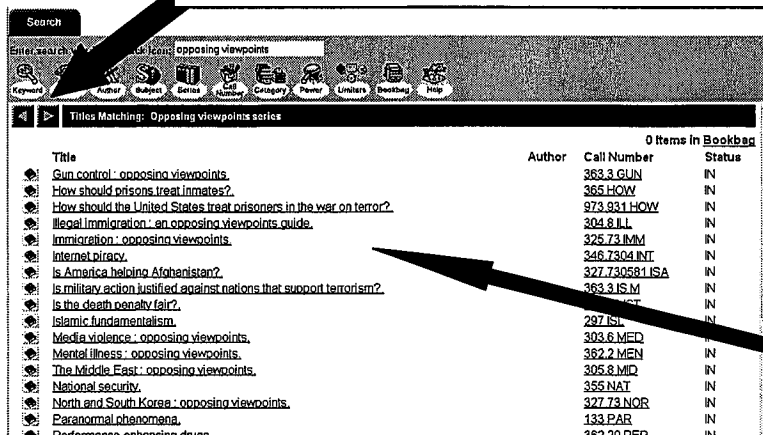 Search
Enter search opposing viewpoints
Keyword Author Subject Series Call Number Category Power Limiters Bookbag Help
Titles Matching: Opposing viewpoints series
0 Items in Bookbag
Title Author Call Number Status
Gun control : opposing viewpoints. 363.3 GUN IN
How should prisons treat inmates?. 365 HOW IN
How should the United States treat prisoners in the war on terror?. 973.931 HOW IN
Illegal immigration : an opposing viewpoints guide. 304.8 ILL IN
Immigration : opposing viewpoints. 325.73 IMM IN
Internet piracy. 346.7304 INT IN
Is America helping Afghanistan?. 327.730581 ISA IN
Is military action justified against nations that support terrorism?. 363.3 IS M IN
Is the death penalty fair?. IN
Islamic fundamentalism. 297 ISL IN
Media violence : opposing viewpoints. 303.6 MED IN
Mental illness : opposing viewpoints. 362.2 MEN IN
The Middle East : opposing viewpoints. 305.8 MID IN
National security. 355 NAT IN
North and South Korea : opposing viewpoints. 327.73 NOR IN
Paranormal phenomena. 133 PAR IN
Performance enhancing drugs 362.29 PER IN